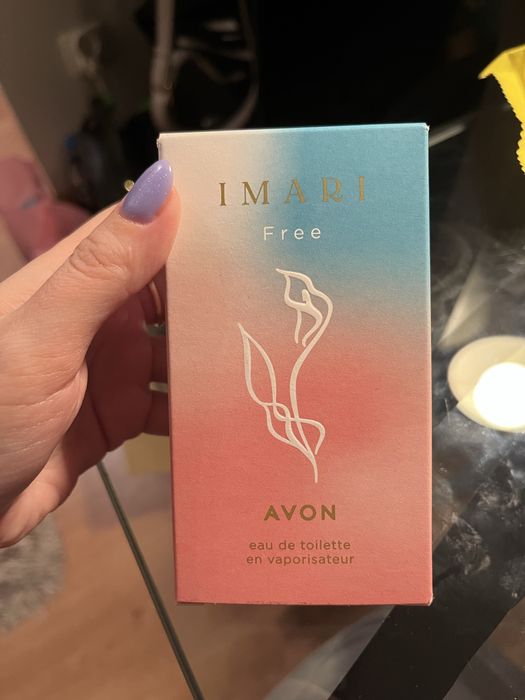 IMARI
Free
AVON
eau de toilette
en vaporisateur